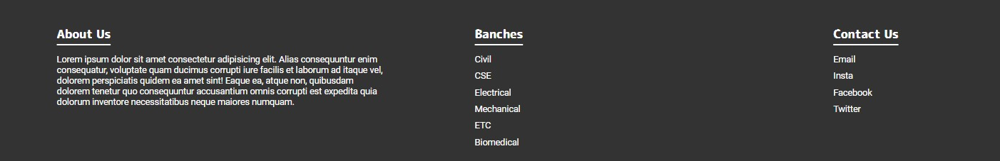 About Us
Lorem ipsum dolor sit amet consectetur adipisicing elit. Alias consequuntur enim
consequatur, voluptate quam ducimus corrupti iure facilis et laborum ad itaque vel,
dolorem perspiciatis quidem ea amet sint! Eaque ea, atque non, quibusdam
dolorem tenetur quo consequuntur accusantium omnis corrupti est expedita quia
dolorum inventore necessitatibus neque maiores numquam.
Banches
Civil
CSE
Electrical
Mechanical
ETC
Biomedical
Contact Us
Email
Insta
Facebook
Twitter